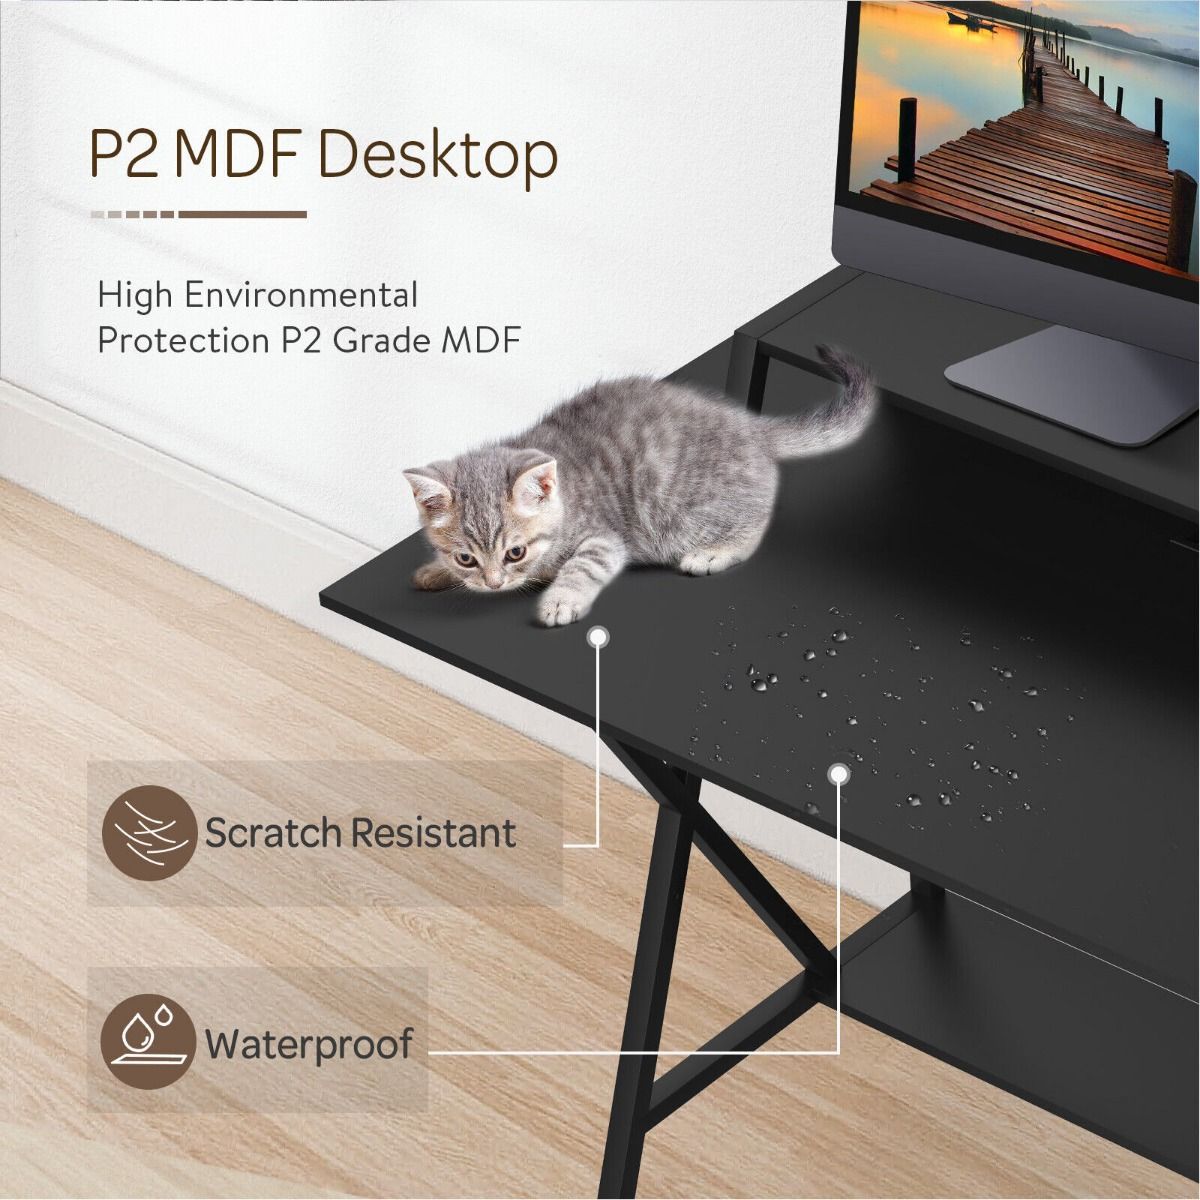 P2 MDF Desktop
High Environmental
Protection P2 Grade MDF
Scratch Resistant
Waterproof